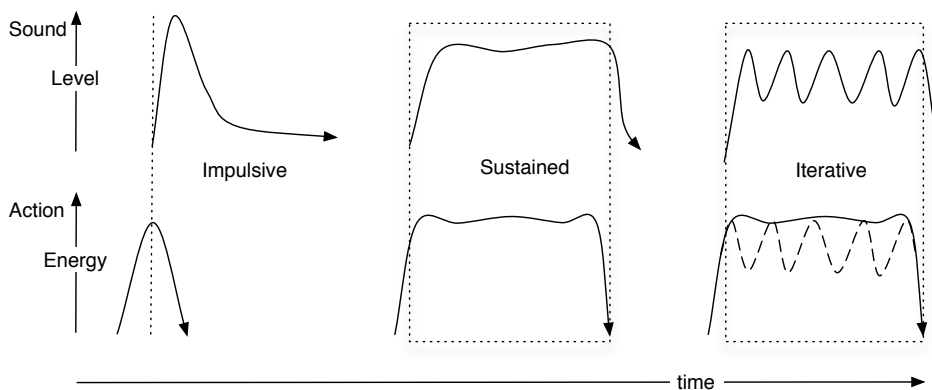 Sound
Level
Impulsive
Sustained
Iterative
Action
Energy
time